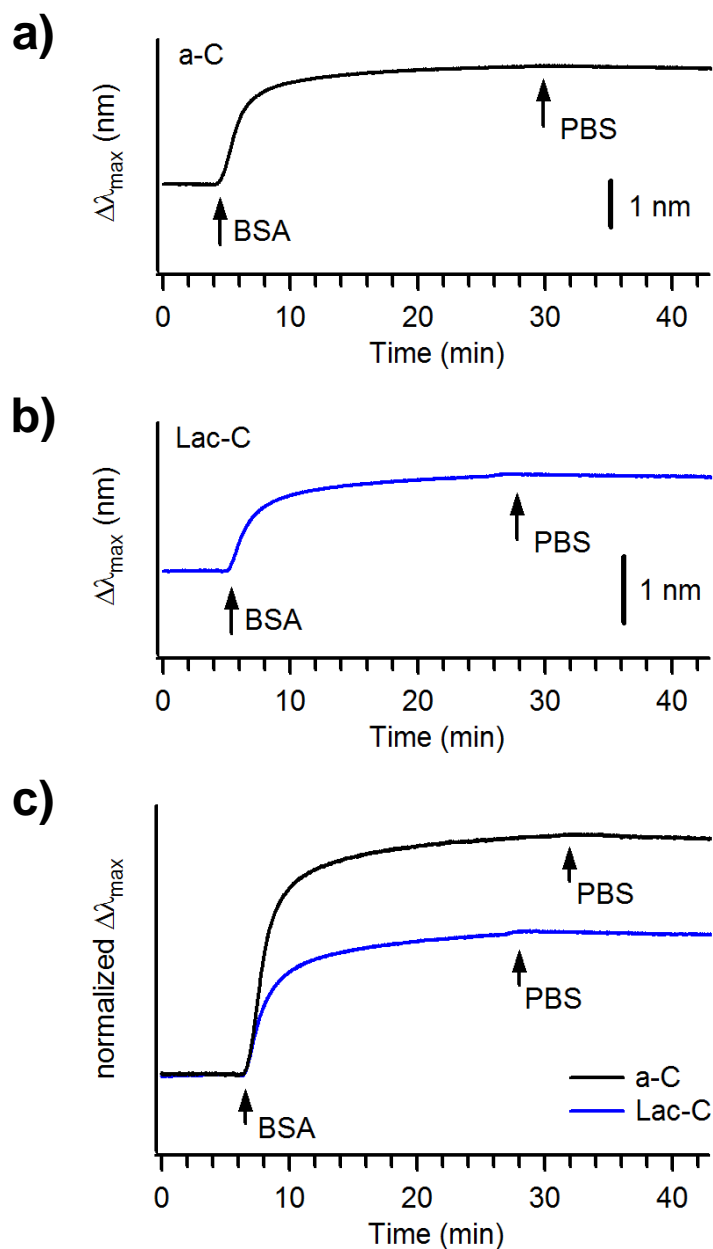 a)
a-C
Δλmax (nm)
PBS
BSA
1 nm
0 10 20 30 40
Time (min)
b)
Lac-C
Δλmax (nm)
PBS
BSA
1 nm
0 10 20 30 40
Time (min)
c)
normalized Δλmax
PBS
PBS
BSA
a-C
Lac-C
0 10 20 30 40
Time (min)